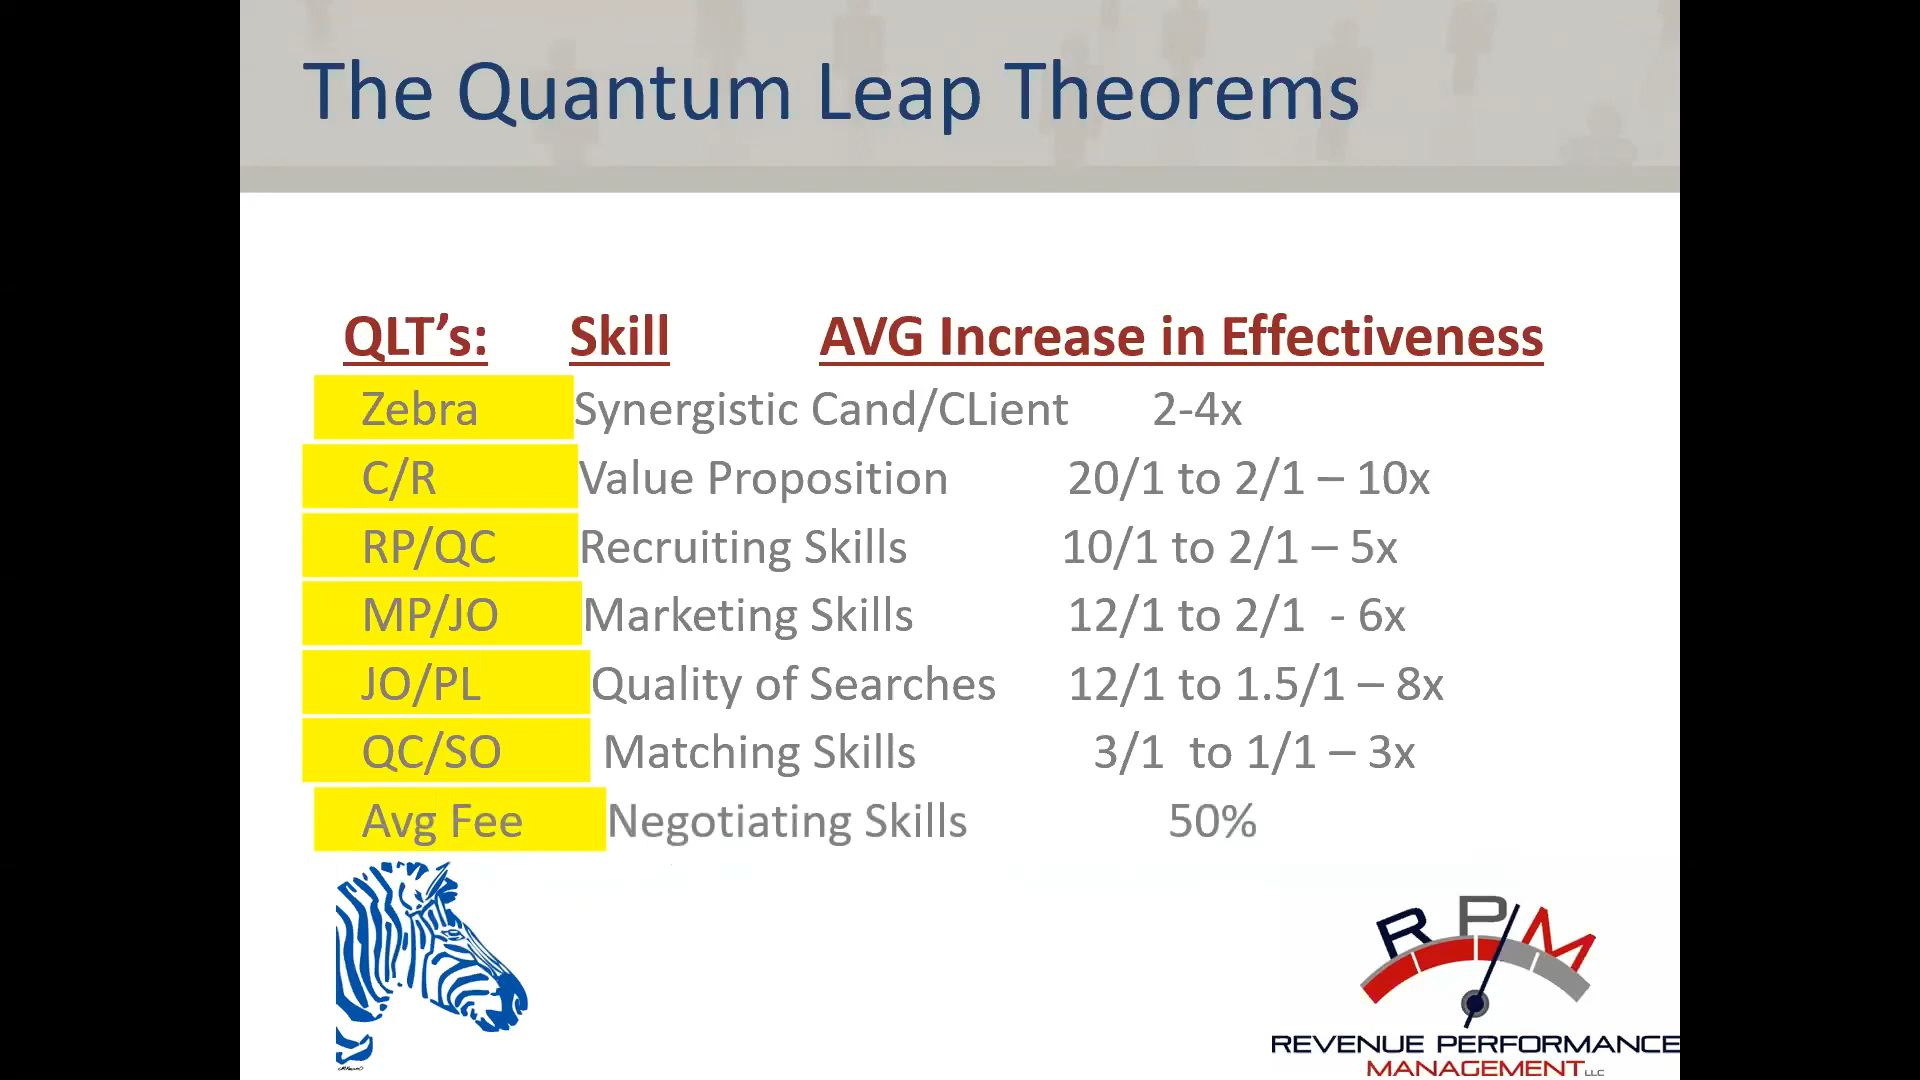 The Quantum Leap Theorems
QLT’s: Skill AVG Increase in Effectiveness
Zebra Synergistic Cand/CLient 2-4x
C/R Value Proposition 20/1 to 2/1 – 10x
RP/QC Recruiting Skills 10/1 to 2/1 – 5x
MP/JO Marketing Skills 12/1 to 2/1 - 6x
JO/PL Quality of Searches 12/1 to 1.5/1 – 8x
QC/SO Matching Skills 3/1 to 1/1 – 3x
Avg Fee Negotiating Skills 50%
RPM
REVENUE PERFORMANCE
MANAGEMENT LLC